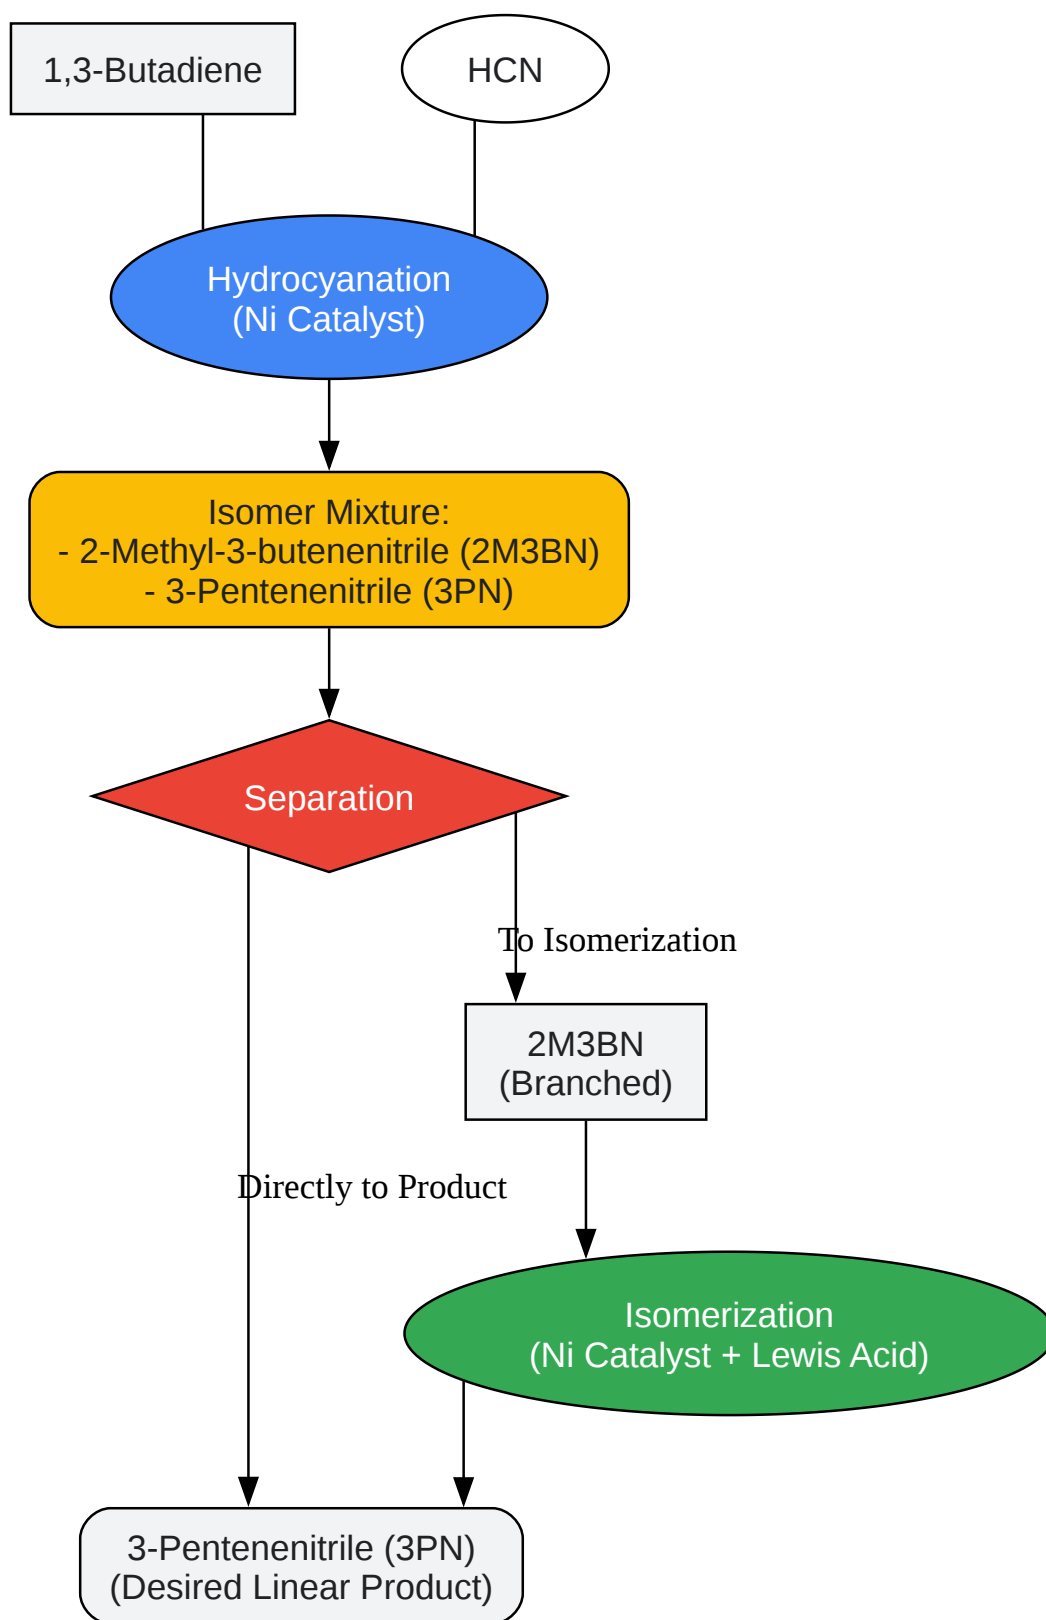 1,3-Butadiene
HCN
Hydrocyanation
(Ni Catalyst)
Isomer Mixture:
- 2-Methyl-3-butenenitrile (2M3BN)
- 3-Pentenenitrile (3PN)
Separation
To Isomerization
2M3BN
(Branched)
Directly to Product
Isomerization
(Ni Catalyst + Lewis Acid)
3-Pentenenitrile (3PN)
(Desired Linear Product)